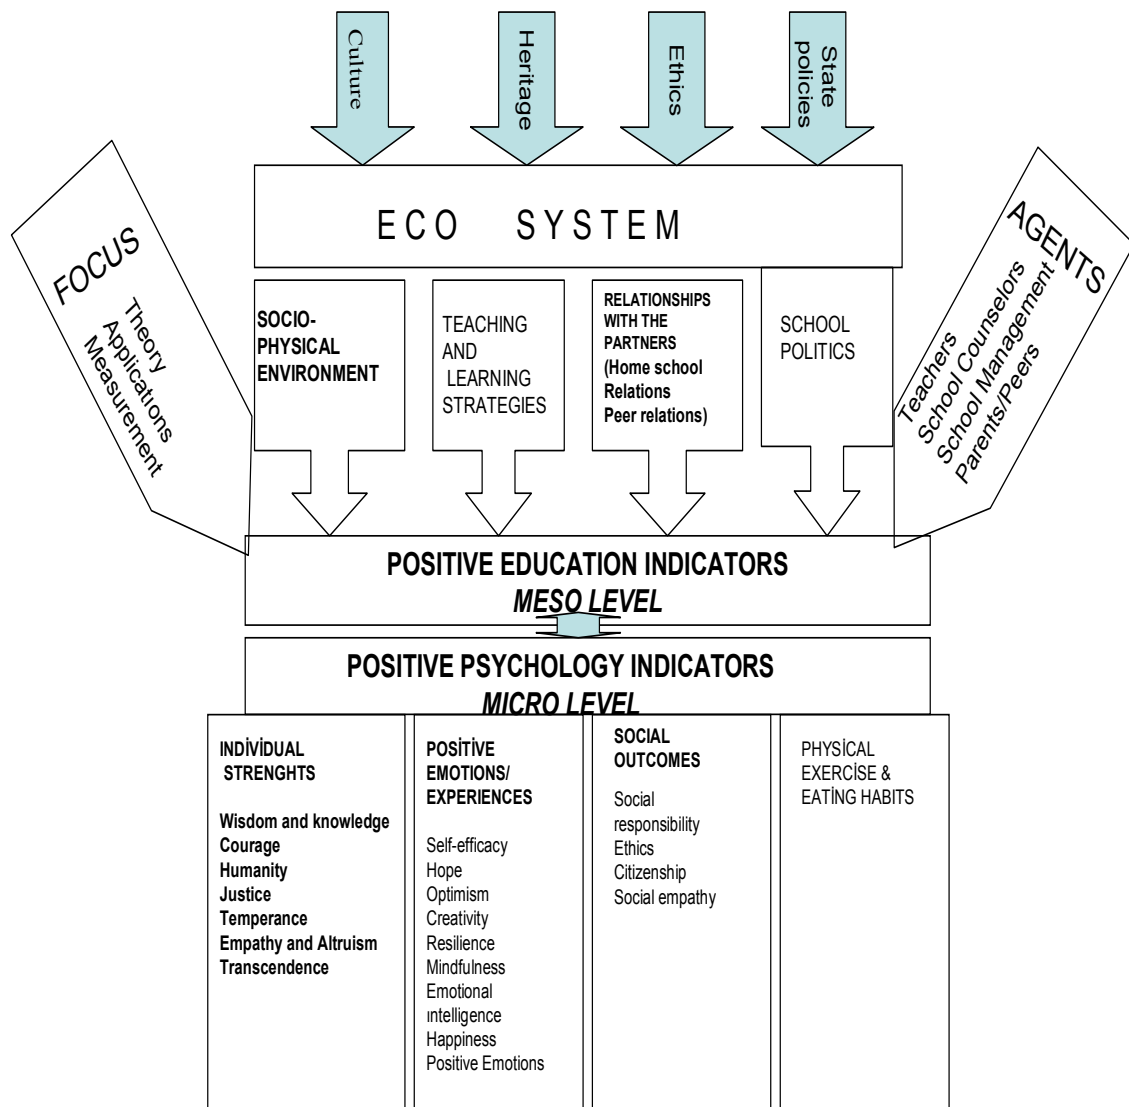 Culture
Heritage
Ethics
State
policies
ECO SYSTEM
FOCUS
Theory
Applications
Measurement
AGENTS
Teachers
School Counselors
School Management
Parents/Peers
SOCIO-
PHYSICAL
ENVIRONMENT
TEACHING
AND
LEARNING
STRATEGIES
RELATIONSHIPS
WITH THE
PARTNERS
(Home school
Relations
Peer relations)
SCHOOL
POLITICS
POSITIVE EDUCATION INDICATORS
MESO LEVEL
POSITIVE PSYCHOLOGY INDICATORS
MICRO LEVEL
INDİVİDUAL
STRENGHTS
Wisdom and knowledge
Courage
Humanity
Justice
Temperance
Empathy and Altruism
Transcendence
POSİTİVE
EMOTIONS/
EXPERIENCES
Self-efficacy
Hope
Optimism
Creativity
Resilience
Mindfulness
Emotional
ıntelligence
Happiness
Positive Emotions
SOCIAL
OUTCOMES
Social
responsibility
Ethics
Citizenship
Social empathy
PHYSİCAL
EXERCİSE &
EATİNG HABITS